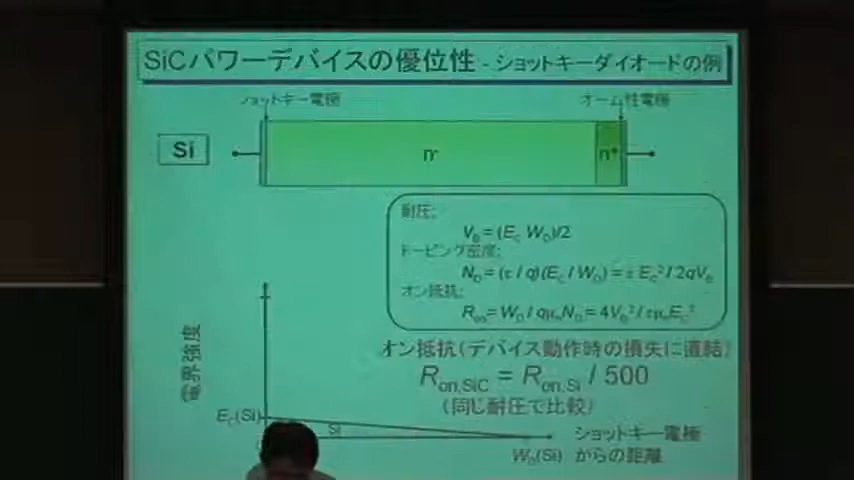 SiCパワーデバイスの優位性 - ショットキーダイオードの例
ショットキー電極
オーム性電極
Si
n-
n+
耐圧;
V_B = (E_C W_D)/2
ドーピング密度;
N_D = (ε / q)(E_C / W_D) = ε E_C² / 2qV_B
オン抵抗;
R_on = W_D / qμ_n N_D = 4V_B² / εμ_n E_C³
オン抵抗(デバイス動作時の損失に直結)
R_on,SiC = R_on,Si / 500
(同じ耐圧で比較)
電界強度
E_C(Si)
Si
W_D(Si)
ショットキー電極
からの距離